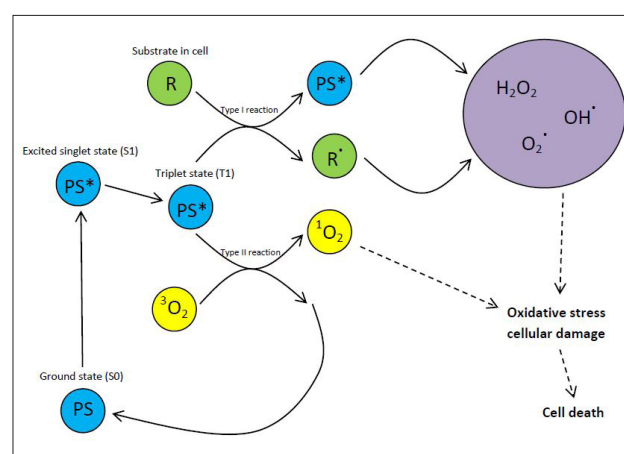 Substrate in cell
R
Type I reaction
PS*
H₂O₂
OH˙
O₂˙
R˙
Excited singlet state (S1)
PS*
Triplet state (T1)
PS*
Type II reaction
¹O₂
³O₂
Oxidative stress
cellular damage
Ground state (S0)
PS
Cell death